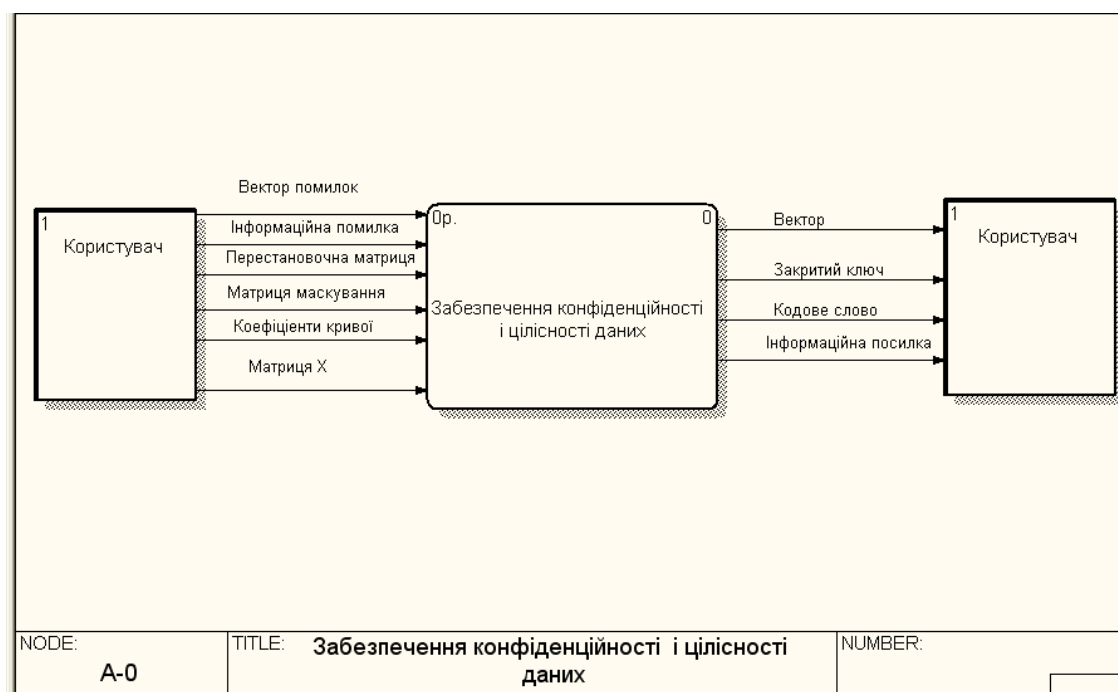 Вектор помилок
1
Користувач
Інформаційна помилка
Перестановочна матриця
Матриця маскування
Коефіціенти кривої
Матриця X
0р.
0
Забезпечення конфіденційності
і цілісності даних
Вектор
Закритий ключ
Кодове слово
Інформаційна посилка
1
Користувач
NODE:
A-0
TITLE:
Забезпечення конфіденційності і цілісності
даних
NUMBER: